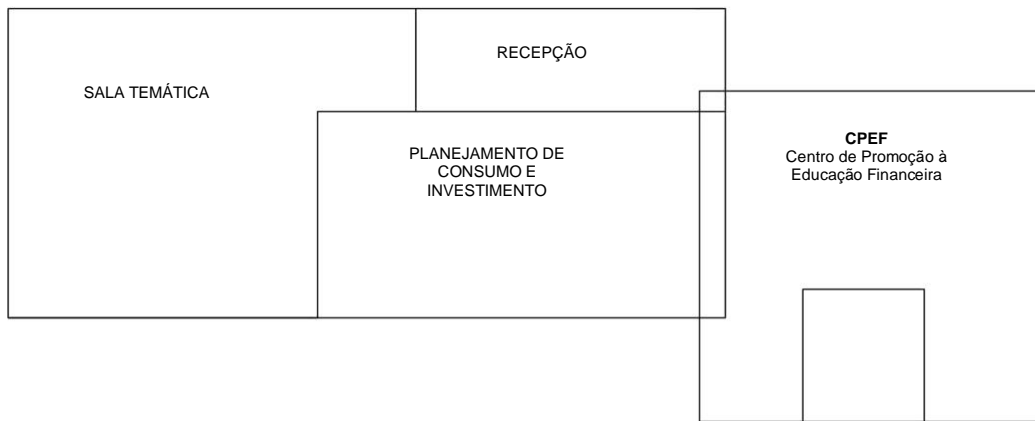 RECEPÇÃO
SALA TEMÁTICA
PLANEJAMENTO DE
CONSUMO E
INVESTIMENTO
CPEF
Centro de Promoção à
Educação Financeira